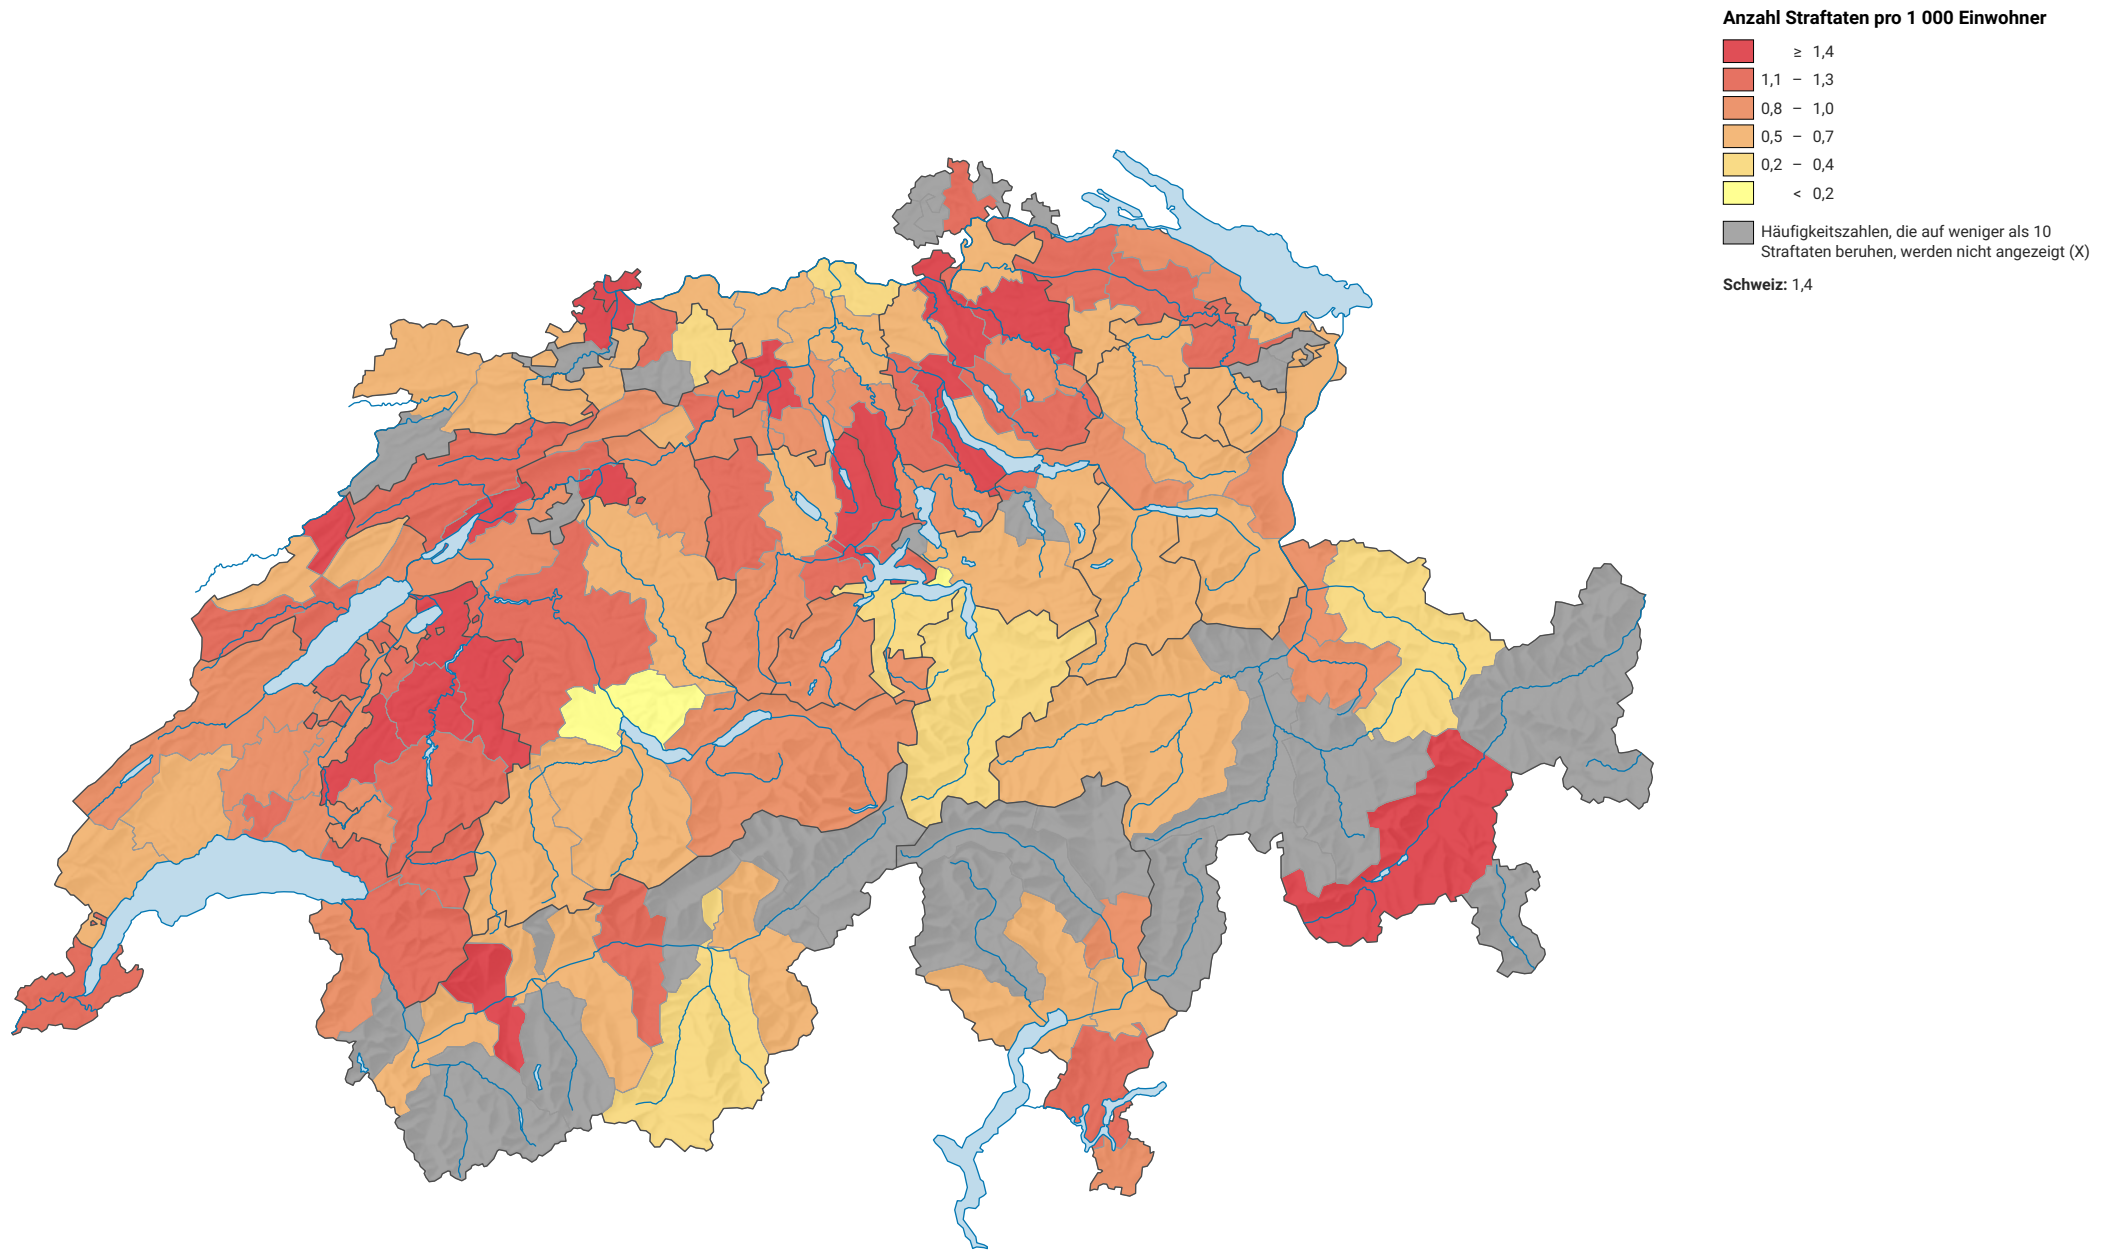 Anzahl Straftaten pro 1 000 Einwohner
≥ 1,4
1,1 – 1,3
0,8 – 1,0
0,5 – 0,7
0,2 – 0,4
< 0,2
Häufigkeitszahlen, die auf weniger als 10
Straftaten beruhen, werden nicht angezeigt (X)
Schweiz: 1,4